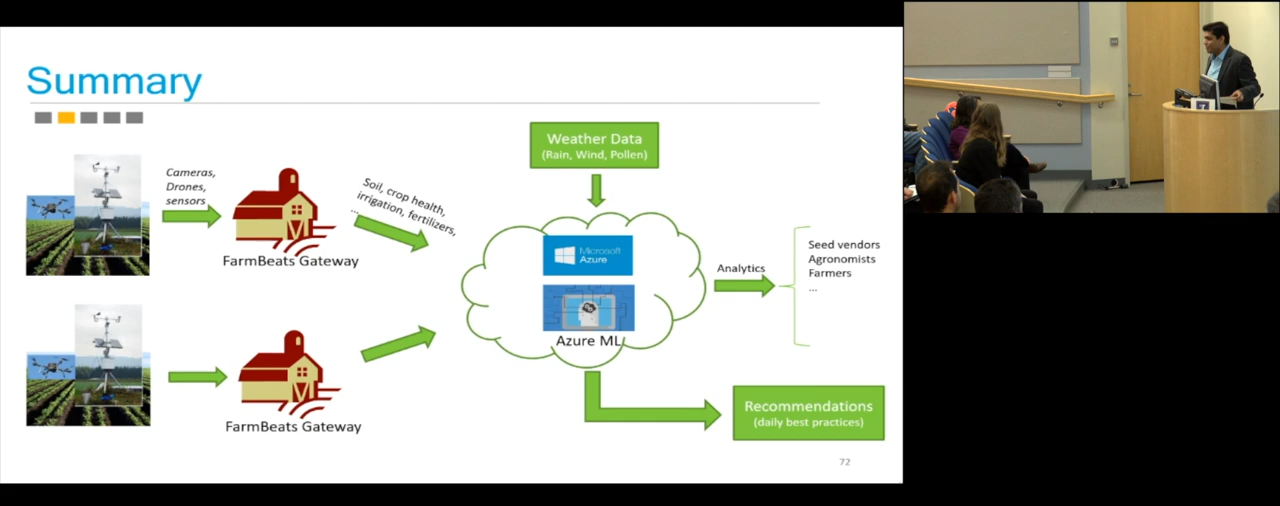 Summary
Cameras,
Drones,
sensors
FarmBeats Gateway
Soil, crop health,
irrigation, fertilizers,
...
Weather Data
(Rain, Wind, Pollen)
Microsoft
Azure
Azure ML
Analytics
Seed vendors
Agronomists
Farmers
...
FarmBeats Gateway
Recommendations
(daily best practices)
72